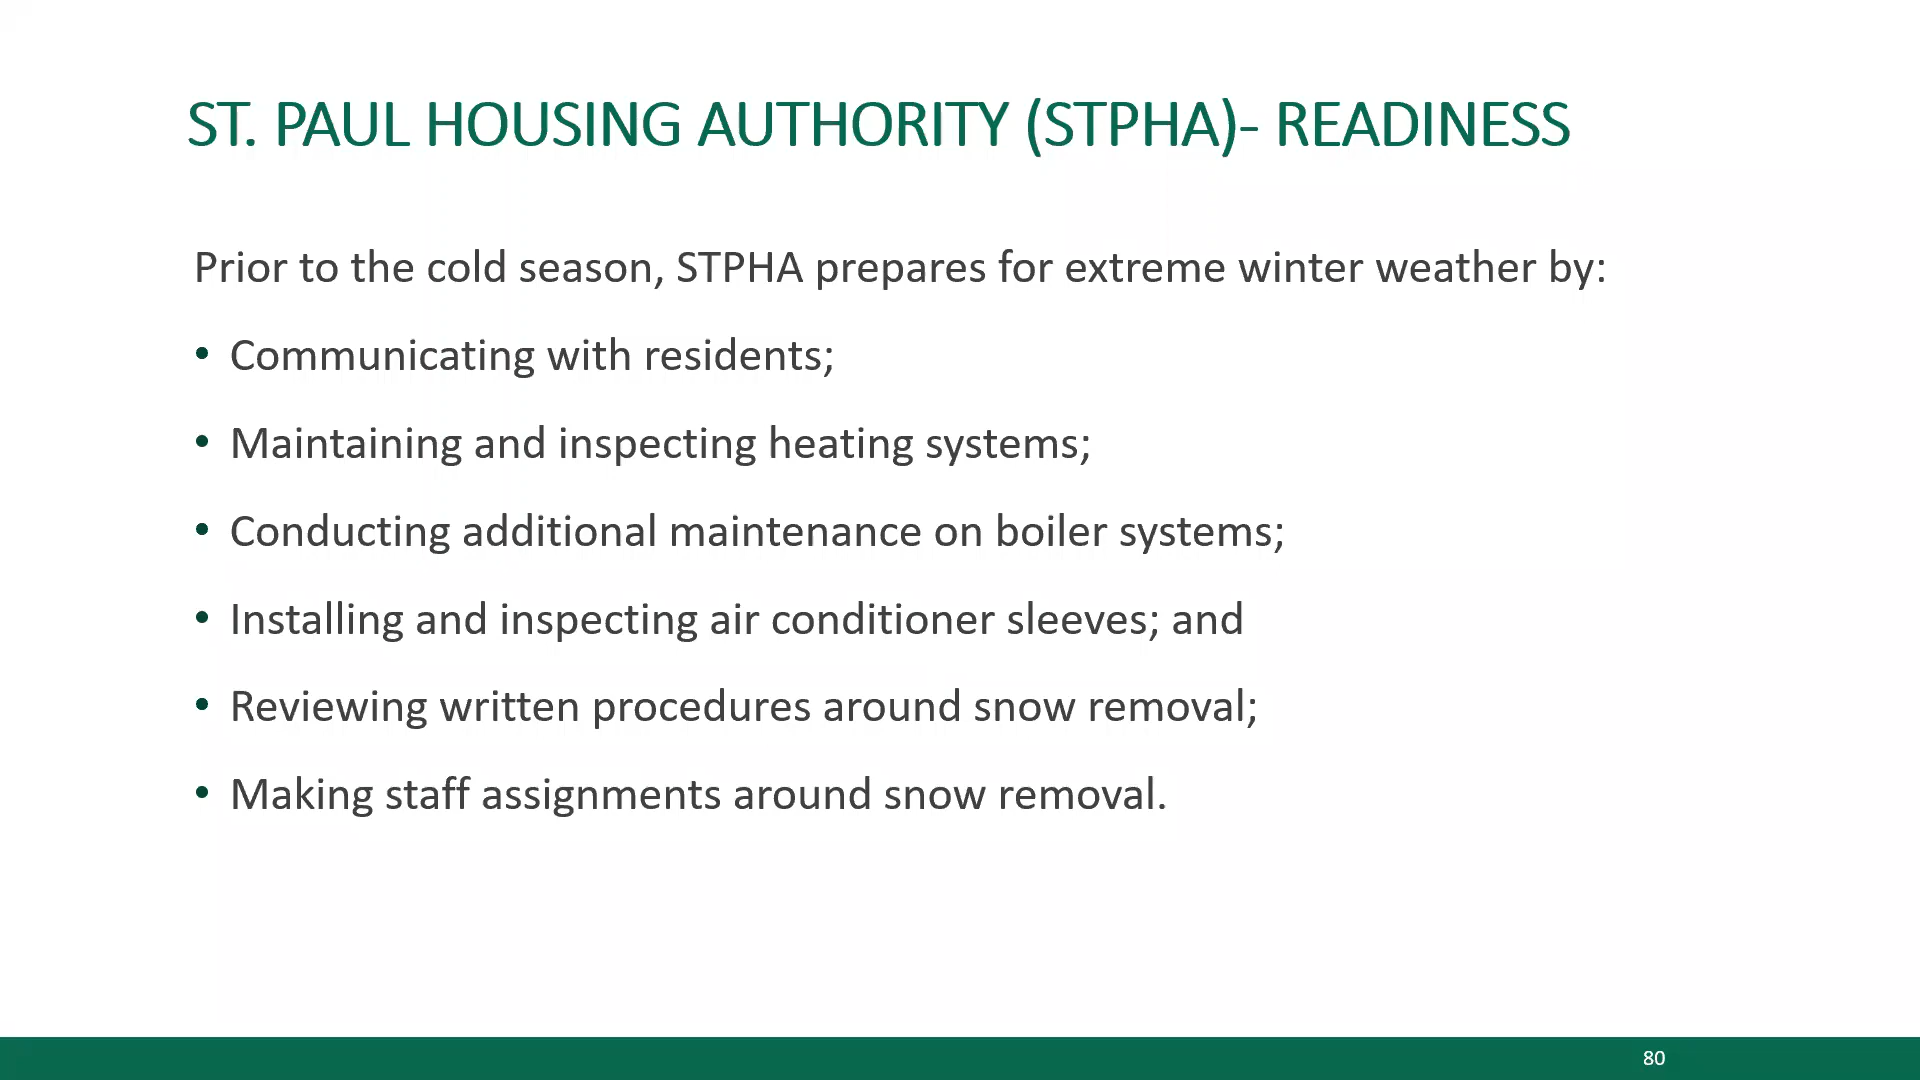 ST. PAUL HOUSING AUTHORITY (STPHA)- READINESS
Prior to the cold season, STPHA prepares for extreme winter weather by:
• Communicating with residents;
• Maintaining and inspecting heating systems;
• Conducting additional maintenance on boiler systems;
• Installing and inspecting air conditioner sleeves; and
• Reviewing written procedures around snow removal;
• Making staff assignments around snow removal.
80